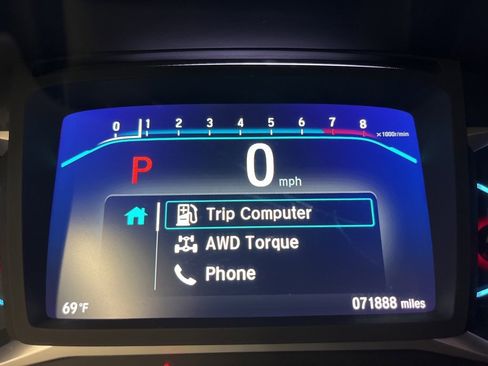 0 1 2 3 4 5 6 7 8 ×1000r/min
P 0 mph
Trip Computer
AWD Torque
Phone
69°F 071888 miles